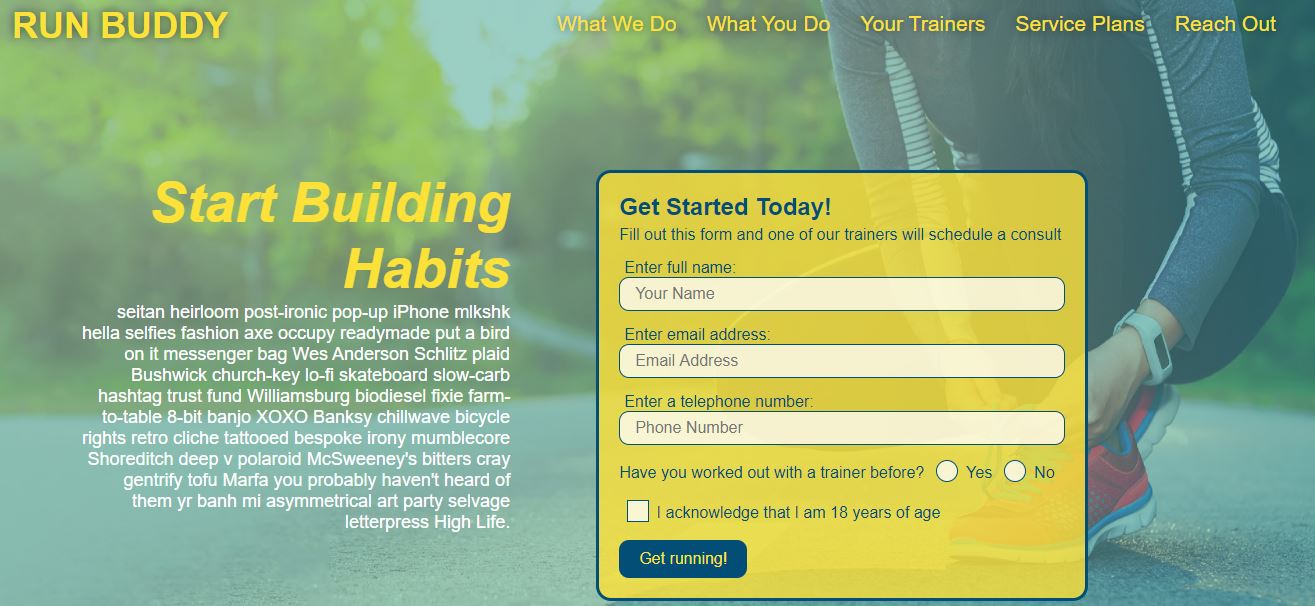 RUN BUDDY
What We Do What You Do Your Trainers Service Plans Reach Out
Start Building
Habits
seitan heirloom post-ironic pop-up iPhone mlkshk
hella selfies fashion axe occupy readymade put a bird
on it messenger bag Wes Anderson Schlitz plaid
Bushwick church-key lo-fi skateboard slow-carb
hashtag trust fund Williamsburg biodiesel fixie farm-
to-table 8-bit banjo XOXO Banksy chillwave bicycle
rights retro cliche tattooed bespoke irony mumblecore
Shoreditch deep v polaroid McSweeney's bitters cray
gentrify tofu Marfa you probably haven't heard of
them yr banh mi asymmetrical art party selvage
letterpress High Life.
Get Started Today!
Fill out this form and one of our trainers will schedule a consult
Enter full name:
Your Name
Enter email address:
Email Address
Enter a telephone number:
Phone Number
Have you worked out with a trainer before? Yes No
I acknowledge that I am 18 years of age
Get running!